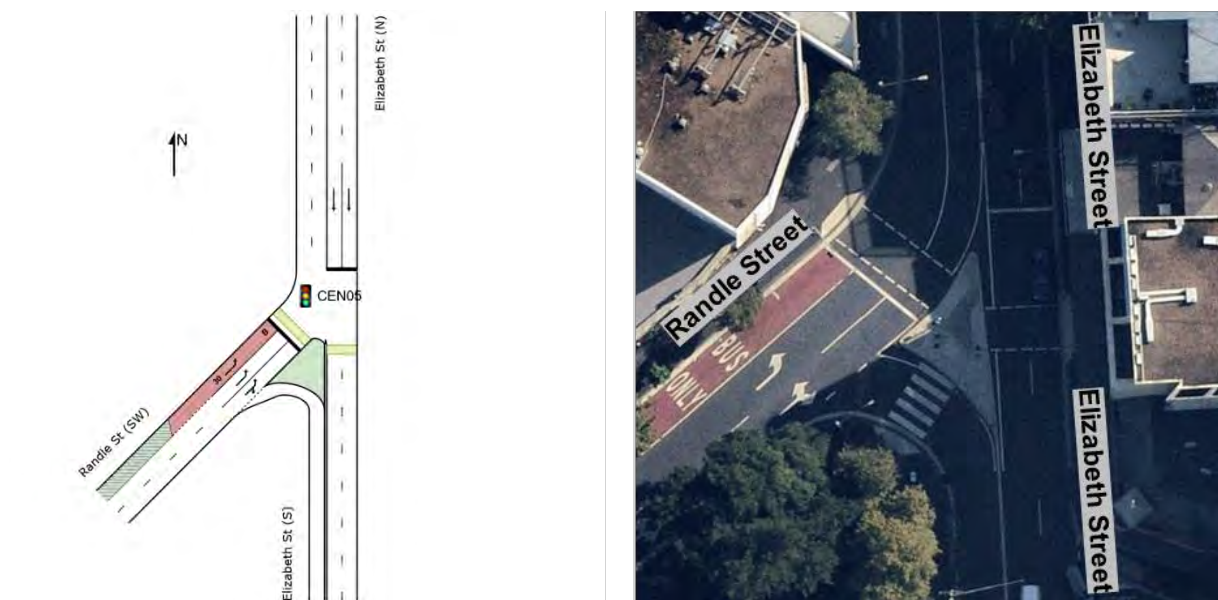 Elizabeth St (N)
N
CEN05
B
30
Randle St (SW)
Elizabeth St (S)
Elizabeth Street
Randle Street
BUS
ONLY
Elizabeth Street